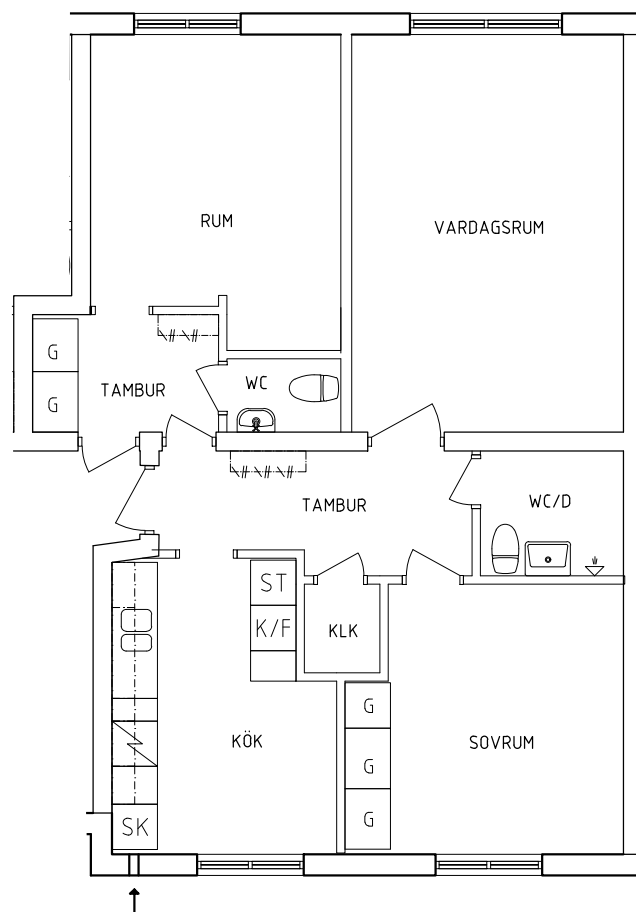 RUM
VARDAGSRUM
G
WC
TAMBUR
G
TAMBUR
WC/D
ST
K/F
KLK
G
KÖK
SOVRUM
G
G
SK